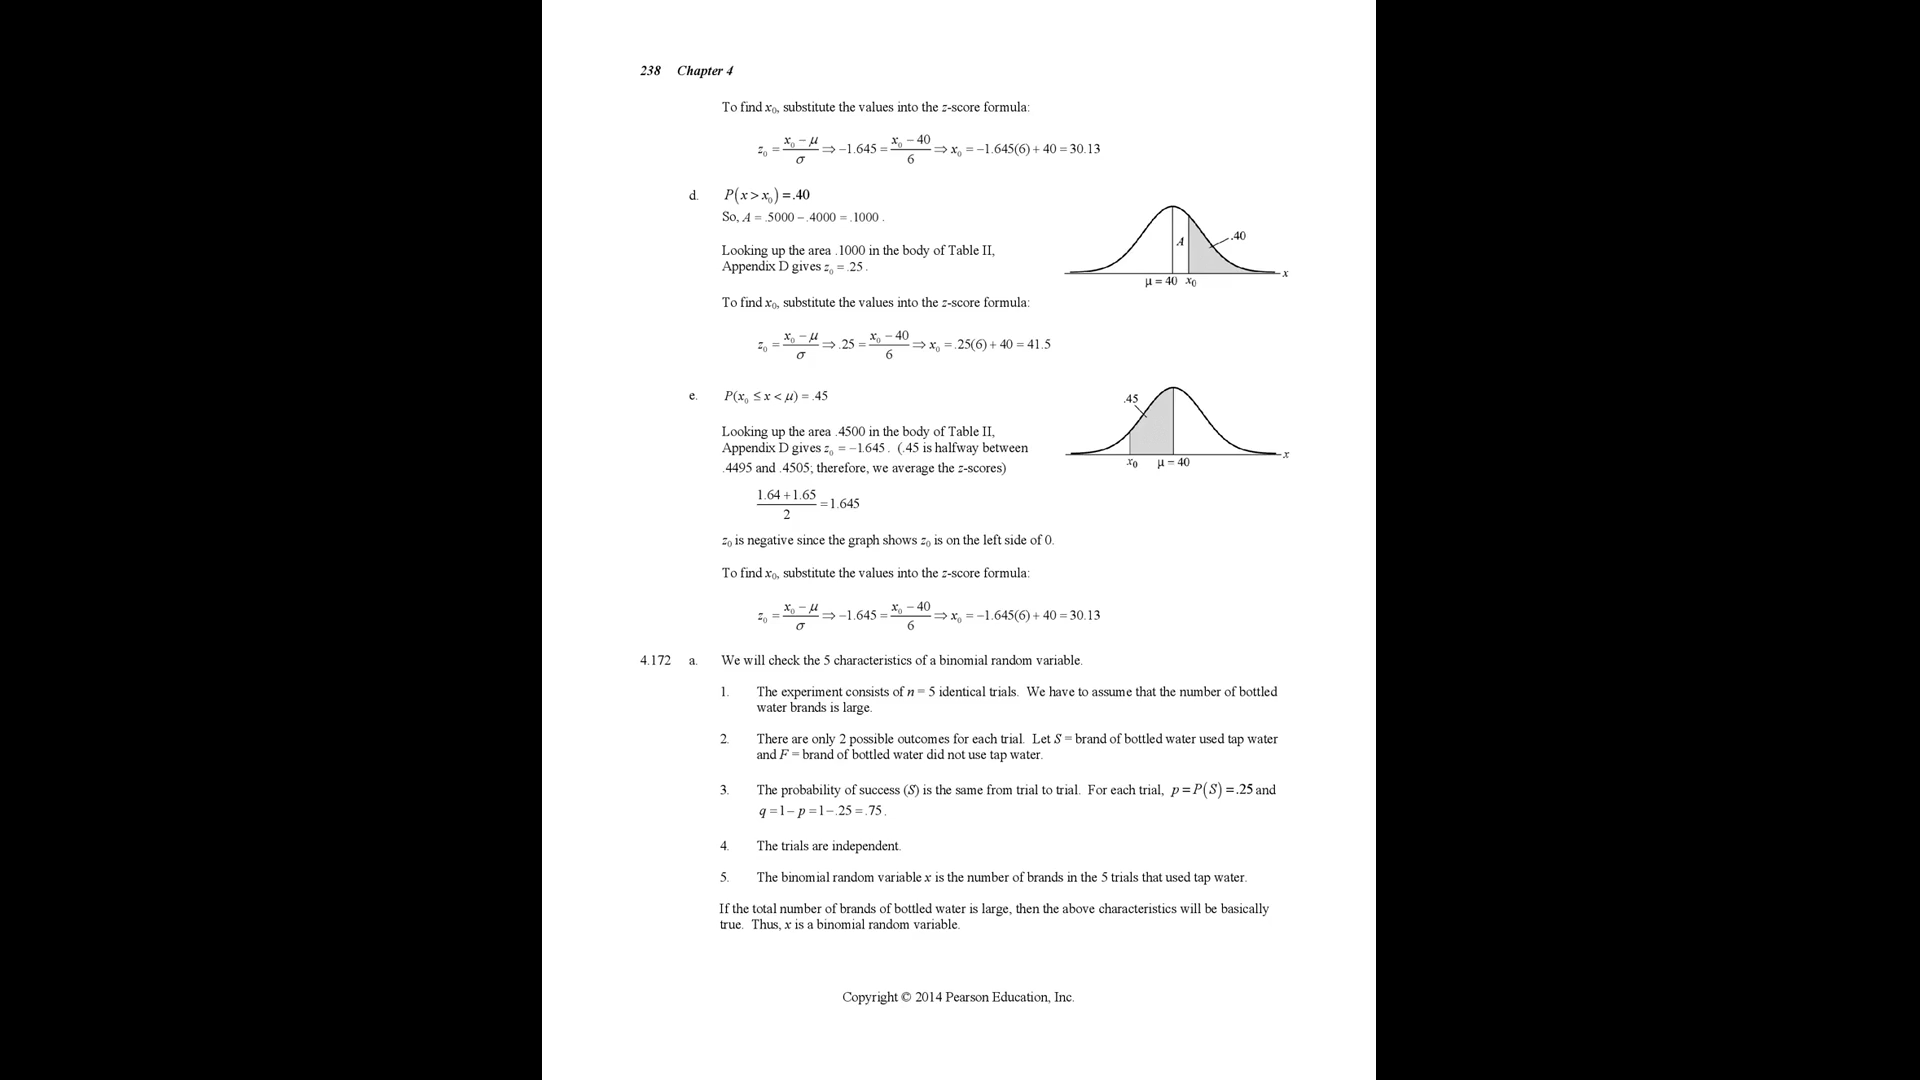 238 Chapter 4
To find x₀, substitute the values into the z-score formula:
z₀ = (x₀ − μ)/σ ⇒ −1.645 = (x₀ − 40)/6 ⇒ x₀ = −1.645(6) + 40 = 30.13
d. P(x > x₀) = .40
So, A = .5000 − .4000 = .1000 .
A
.40
Looking up the area .1000 in the body of Table II,
Appendix D gives z₀ = .25 .
x
μ = 40 x₀
To find x₀, substitute the values into the z-score formula:
z₀ = (x₀ − μ)/σ ⇒ .25 = (x₀ − 40)/6 ⇒ x₀ = .25(6) + 40 = 41.5
e. P(x₀ ≤ x < μ) = .45
.45
Looking up the area .4500 in the body of Table II,
Appendix D gives z₀ = −1.645 . (.45 is halfway between
.4495 and .4505; therefore, we average the z-scores)
x
x₀ μ = 40
(1.64 + 1.65)/2 = 1.645
z₀ is negative since the graph shows z₀ is on the left side of 0.
To find x₀, substitute the values into the z-score formula:
z₀ = (x₀ − μ)/σ ⇒ −1.645 = (x₀ − 40)/6 ⇒ x₀ = −1.645(6) + 40 = 30.13
4.172 a. We will check the 5 characteristics of a binomial random variable.
1. The experiment consists of n = 5 identical trials. We have to assume that the number of bottled
water brands is large.
2. There are only 2 possible outcomes for each trial. Let S = brand of bottled water used tap water
and F = brand of bottled water did not use tap water.
3. The probability of success (S) is the same from trial to trial. For each trial, p = P(S) = .25 and
q = 1 − p = 1 − .25 = .75 .
4. The trials are independent.
5. The binomial random variable x is the number of brands in the 5 trials that used tap water.
If the total number of brands of bottled water is large, then the above characteristics will be basically
true. Thus, x is a binomial random variable.
Copyright © 2014 Pearson Education, Inc.